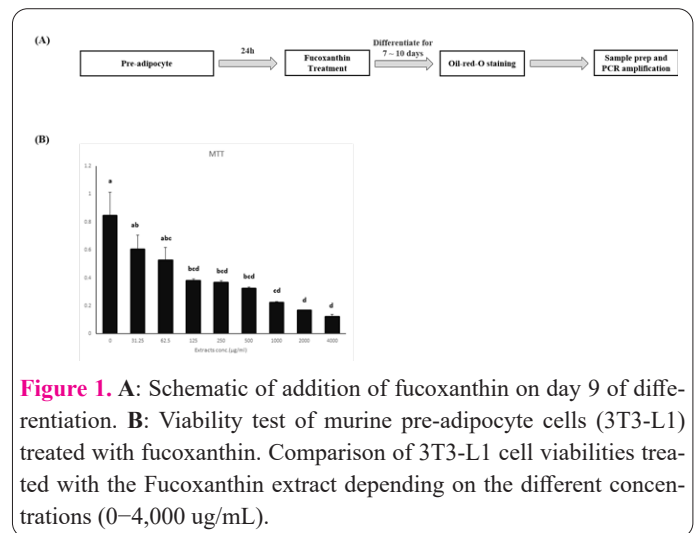 (A)
Pre-adipocyte
24h
Fucoxanthin
Treatment
Differentiate for
7 – 10 days
Oil-red-O staining
Sample prep and
PCR amplification
(B)
MTT
1.2
1
0.8
0.6
0.4
0.2
0
a
ab
abc
bcd
bcd
bcd
cd
d
d
0 31.25 62.5 125 250 500 1000 2000 4000
Extracts conc.(ug/ml)
Figure 1. A: Schematic of addition of fucoxanthin on day 9 of diffe-
rentiation. B: Viability test of murine pre-adipocyte cells (3T3-L1)
treated with fucoxanthin. Comparison of 3T3-L1 cell viabilities trea-
ted with the Fucoxanthin extract depending on the different concen-
trations (0−4,000 ug/mL).